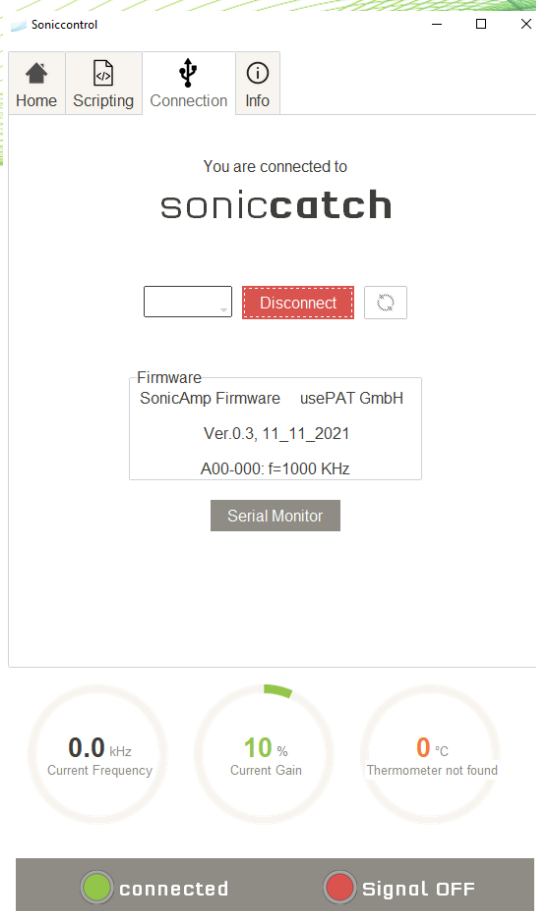 Soniccontrol
Home Scripting Connection Info
You are connected to
soniccatch
Disconnect
Firmware
SonicAmp Firmware usePAT GmbH
Ver.0.3, 11_11_2021
A00-000: f=1000 KHz
Serial Monitor
0.0 kHz
Current Frequency
10 %
Current Gain
0 °C
Thermometer not found
connected
Signal OFF